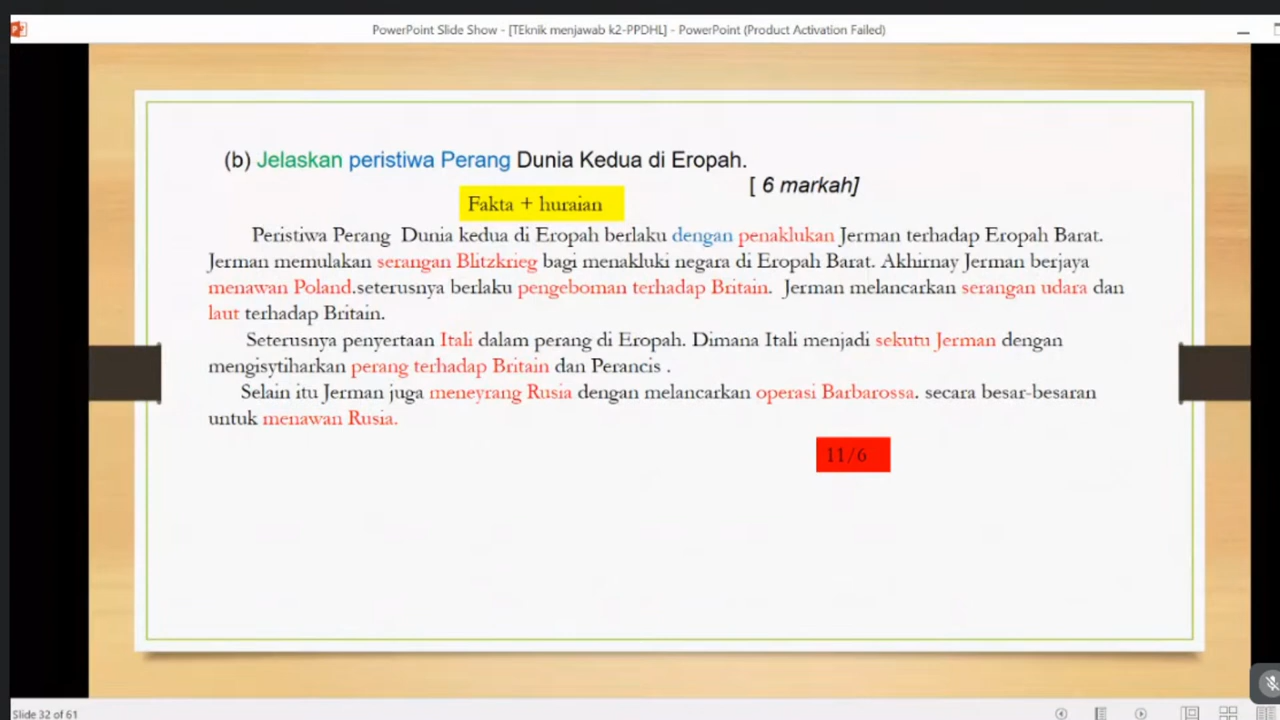 PowerPoint Slide Show - [TEknik menjawab k2-PPDHL] - PowerPoint (Product Activation Failed)
(b) Jelaskan peristiwa Perang Dunia Kedua di Eropah.
[ 6 markah]
Fakta + huraian
Peristiwa Perang Dunia kedua di Eropah berlaku dengan penaklukan Jerman terhadap Eropah Barat.
Jerman memulakan serangan Blitzkrieg bagi menakluki negara di Eropah Barat. Akhirnay Jerman berjaya
menawan Poland.seterusnya berlaku pengeboman terhadap Britain. Jerman melancarkan serangan udara dan
laut terhadap Britain.
Seterusnya penyertaan Itali dalam perang di Eropah. Dimana Itali menjadi sekutu Jerman dengan
mengisytiharkan perang terhadap Britain dan Perancis .
Selain itu Jerman juga meneyrang Rusia dengan melancarkan operasi Barbarossa. secara besar-besaran
untuk menawan Rusia.
11/6
Slide 32 of 61